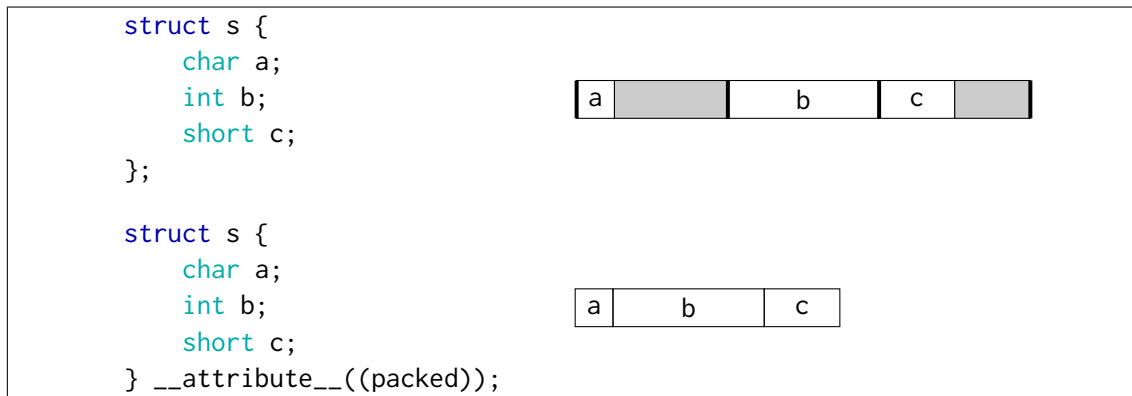 struct s {
char a;
int b;
short c;
};
a b c
struct s {
char a;
int b;
short c;
} __attribute__((packed));
a b c